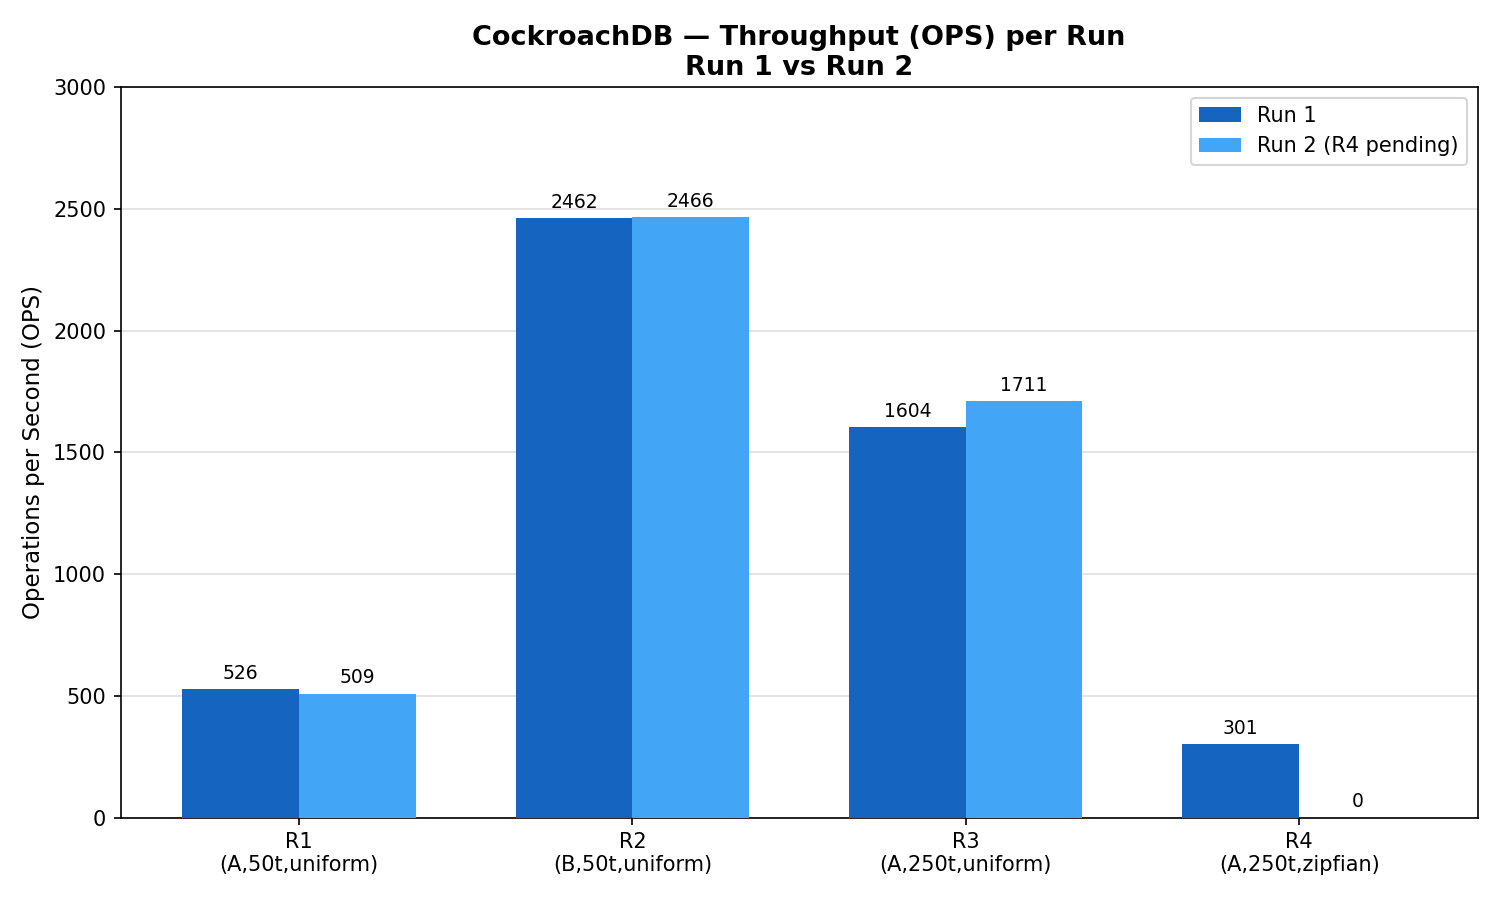 CockroachDB — Throughput (OPS) per Run
Run 1 vs Run 2
Run 1
Run 2 (R4 pending)
Operations per Second (OPS)
3000
2500
2000
1500
1000
500
0
526
509
2462
2466
1604
1711
301
0
R1
(A,50t,uniform)
R2
(B,50t,uniform)
R3
(A,250t,uniform)
R4
(A,250t,zipfian)